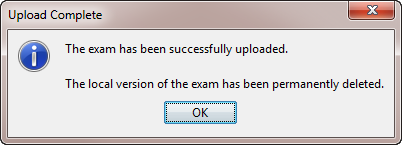 Upload Complete
The exam has been successfully uploaded.
The local version of the exam has been permanently deleted.
OK